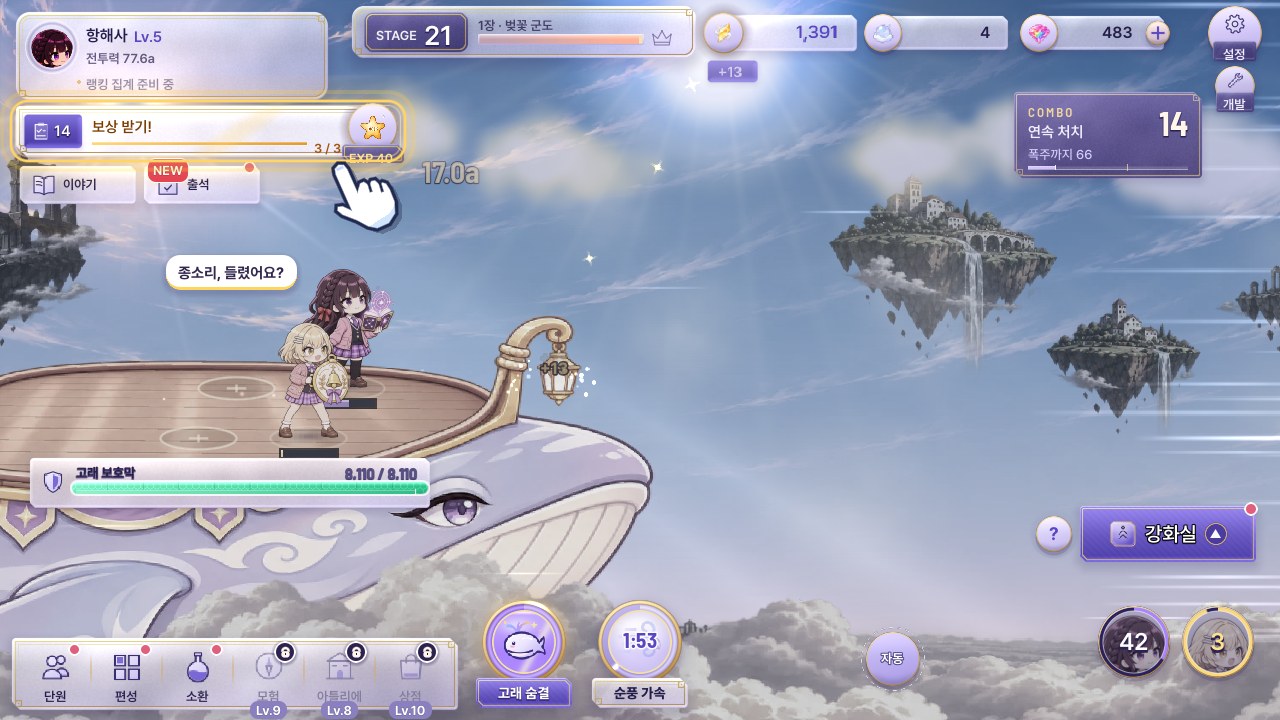 항해사 Lv.5
전투력 77.6a
랭킹 집계 준비 중
STAGE 21
1장 · 벚꽃 군도
1,391
+13
4
483
설정
개발
14
보상 받기!
3 / 3
EXP 40
17.0a
COMBO
연속 처치
14
폭주까지 66
이야기
NEW
출석
종소리, 들렸어요?
+13
고래 보호막
8,110 / 8,110
?
강화실
단원
편성
소환
모험
Lv.9
아틀리에
Lv.8
상점
Lv.10
고래 숨결
1:53
순풍 가속
자동
42
3